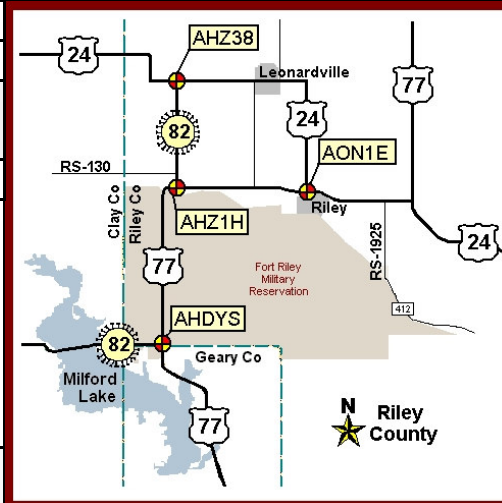 AHZ38
24
Leonardville
77
82
24
AON1E
RS-130
Clay Co
Riley Co
AHZ1H
Riley
RS-1925
24
77
Fort Riley
Military
Reservation
412
AHDYS
82
Geary Co
Milford
Lake
77
N
Riley
County